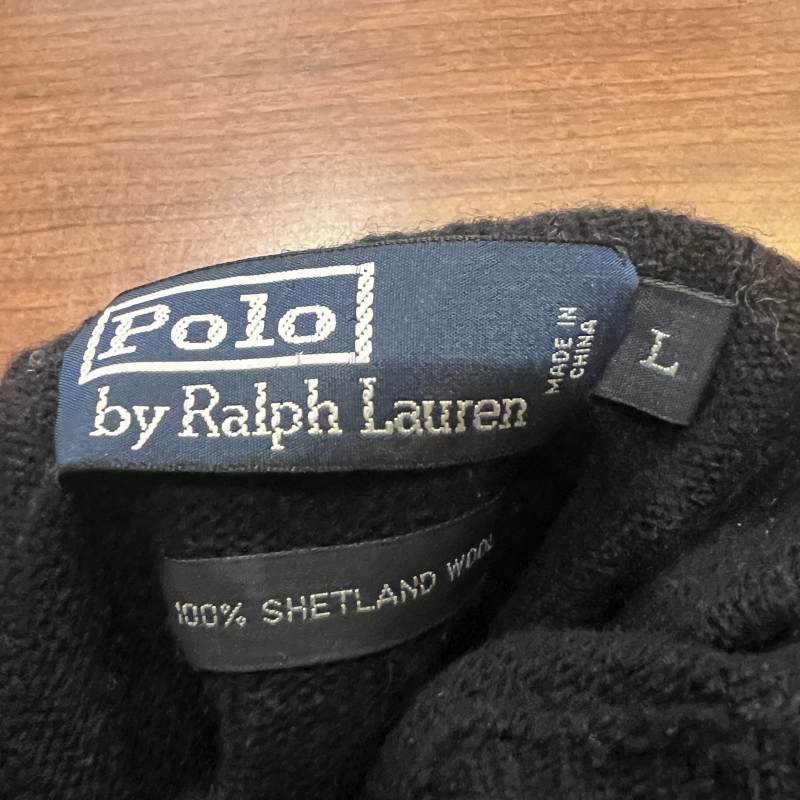 Polo
by Ralph Lauren
MADE IN
CHINA
L
100% SHETLAND WOOL